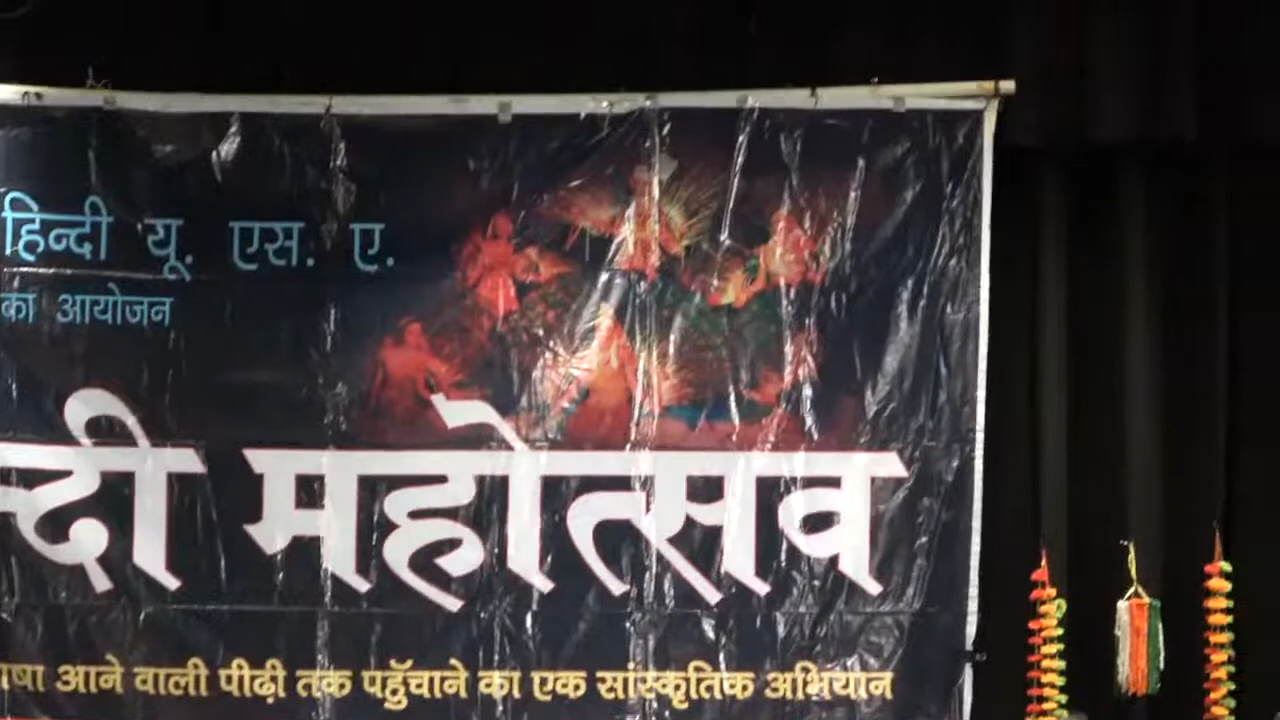 हिन्दी यू. एस. ए.
का आयोजन
न्दी महोत्सव
आने वाली पीढ़ी तक पहुँचाने का एक सांस्कृतिक अभियान